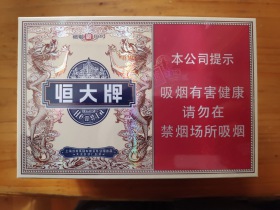 恒大牌
本公司提示
吸烟有害健康
请勿在
禁烟场所吸烟